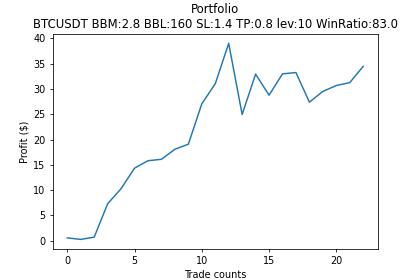 Portfolio
BTCUSDT BBM:2.8 BBL:160 SL:1.4 TP:0.8 lev:10 WinRatio:83.0
40
35
30
25
20
15
10
5
0
Profit ($)
0 5 10 15 20
Trade counts